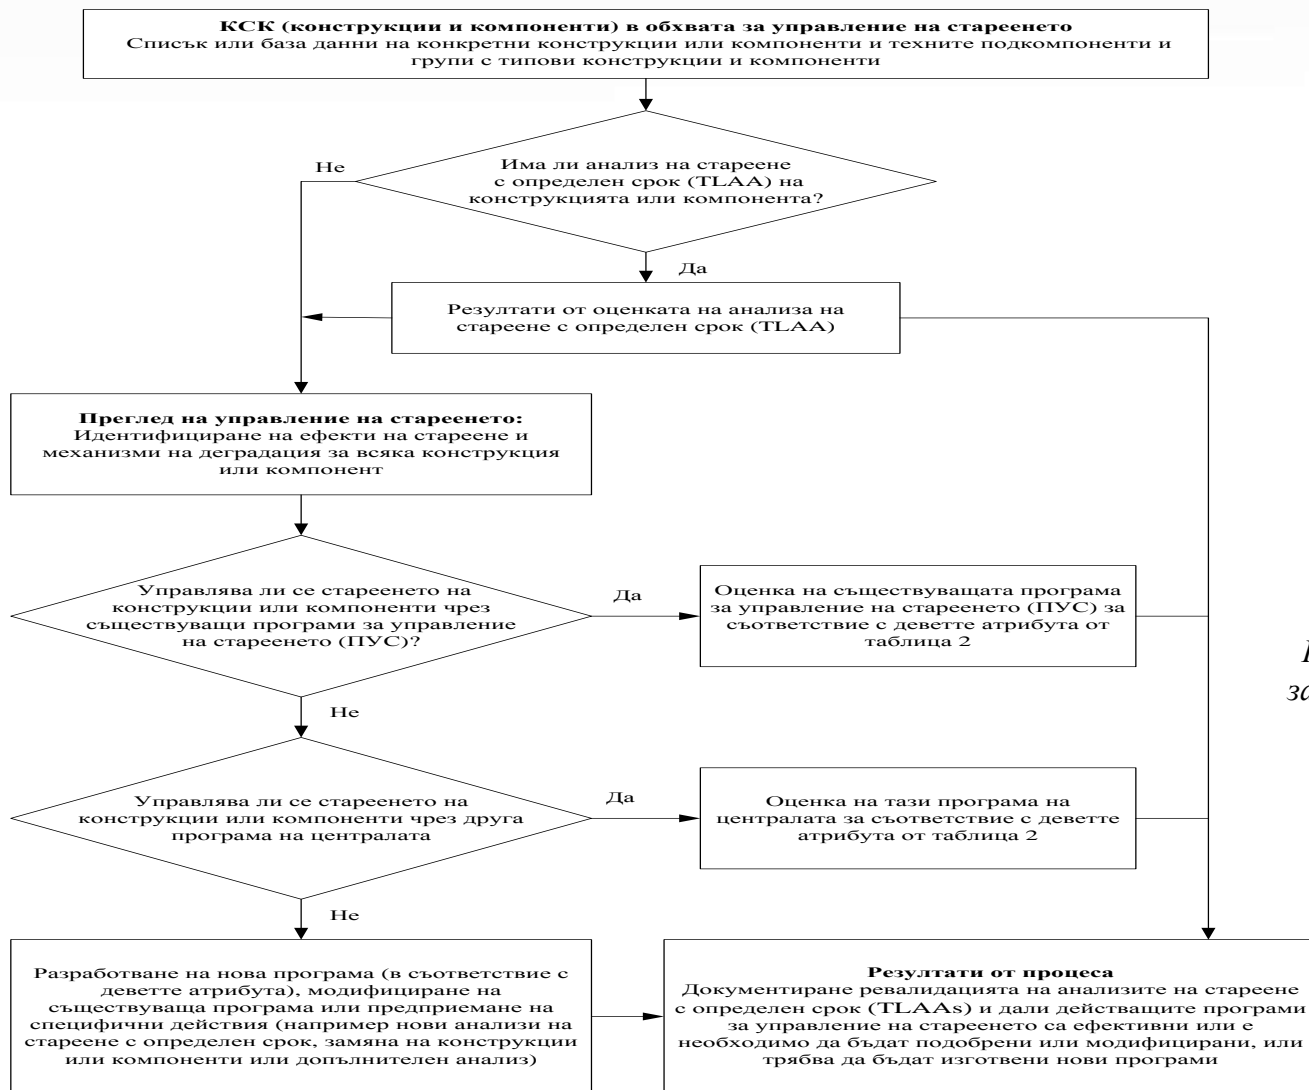 КСК (конструкции и компоненти) в обхвата за управление на стареенето
Списък или база данни на конкретни конструкции или компоненти и техните подкомпоненти и
групи с типови конструкции и компоненти
Не
Има ли анализ на стареене
с определен срок (TLAA) на
конструкцията или компонента?
Да
Резултати от оценката на анализа на
стареене с определен срок (TLAA)
Преглед на управление на стареенето:
Идентифициране на ефекти на стареене и
механизми на деградация за всяка конструкция
или компонент
Управлява ли се стареенето на
конструкции или компоненти чрез
съществуващи програми за управление
на стареенето (ПУС)?
Да
Оценка на съществуващата програма
за управление на стареенето (ПУС) за
съответствие с деветте атрибута от
таблица 2
Не
за
Управлява ли се стареенето на
конструкции или компоненти чрез друга
програма на централата
Да
Оценка на тази програма на
централата за съответствие с деветте
атрибута от таблица 2
Не
Разработване на нова програма (в съответствие с
деветте атрибута), модифициране на
съществуваща програма или предприемане на
специфични действия (например нови анализи на
стареене с определен срок, замяна на конструкции
или компоненти или допълнителен анализ)
Резултати от процеса
Документиране ревалидацията на анализите на стареене
с определен срок (TLAAs) и дали действащите програми
за управление на стареенето са ефективни или е
необходимо да бъдат подобрени или модифицирани, или
трябва да бъдат изготвени нови програми